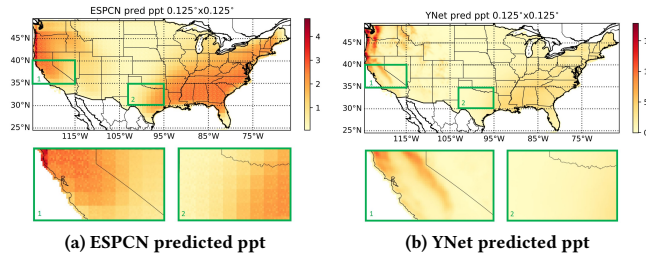 ESPCN pred ppt 0.125°x0.125°
45°N
40°N
35°N
30°N
25°N
115°W 105°W 95°W 85°W 75°W
4
3
2
1
1
2
1
2
(a) ESPCN predicted ppt
YNet pred ppt 0.125°x0.125°
45°N
40°N
35°N
30°N
25°N
115°W 105°W 95°W 85°W 75°W
1
2
1
2
(b) YNet predicted ppt